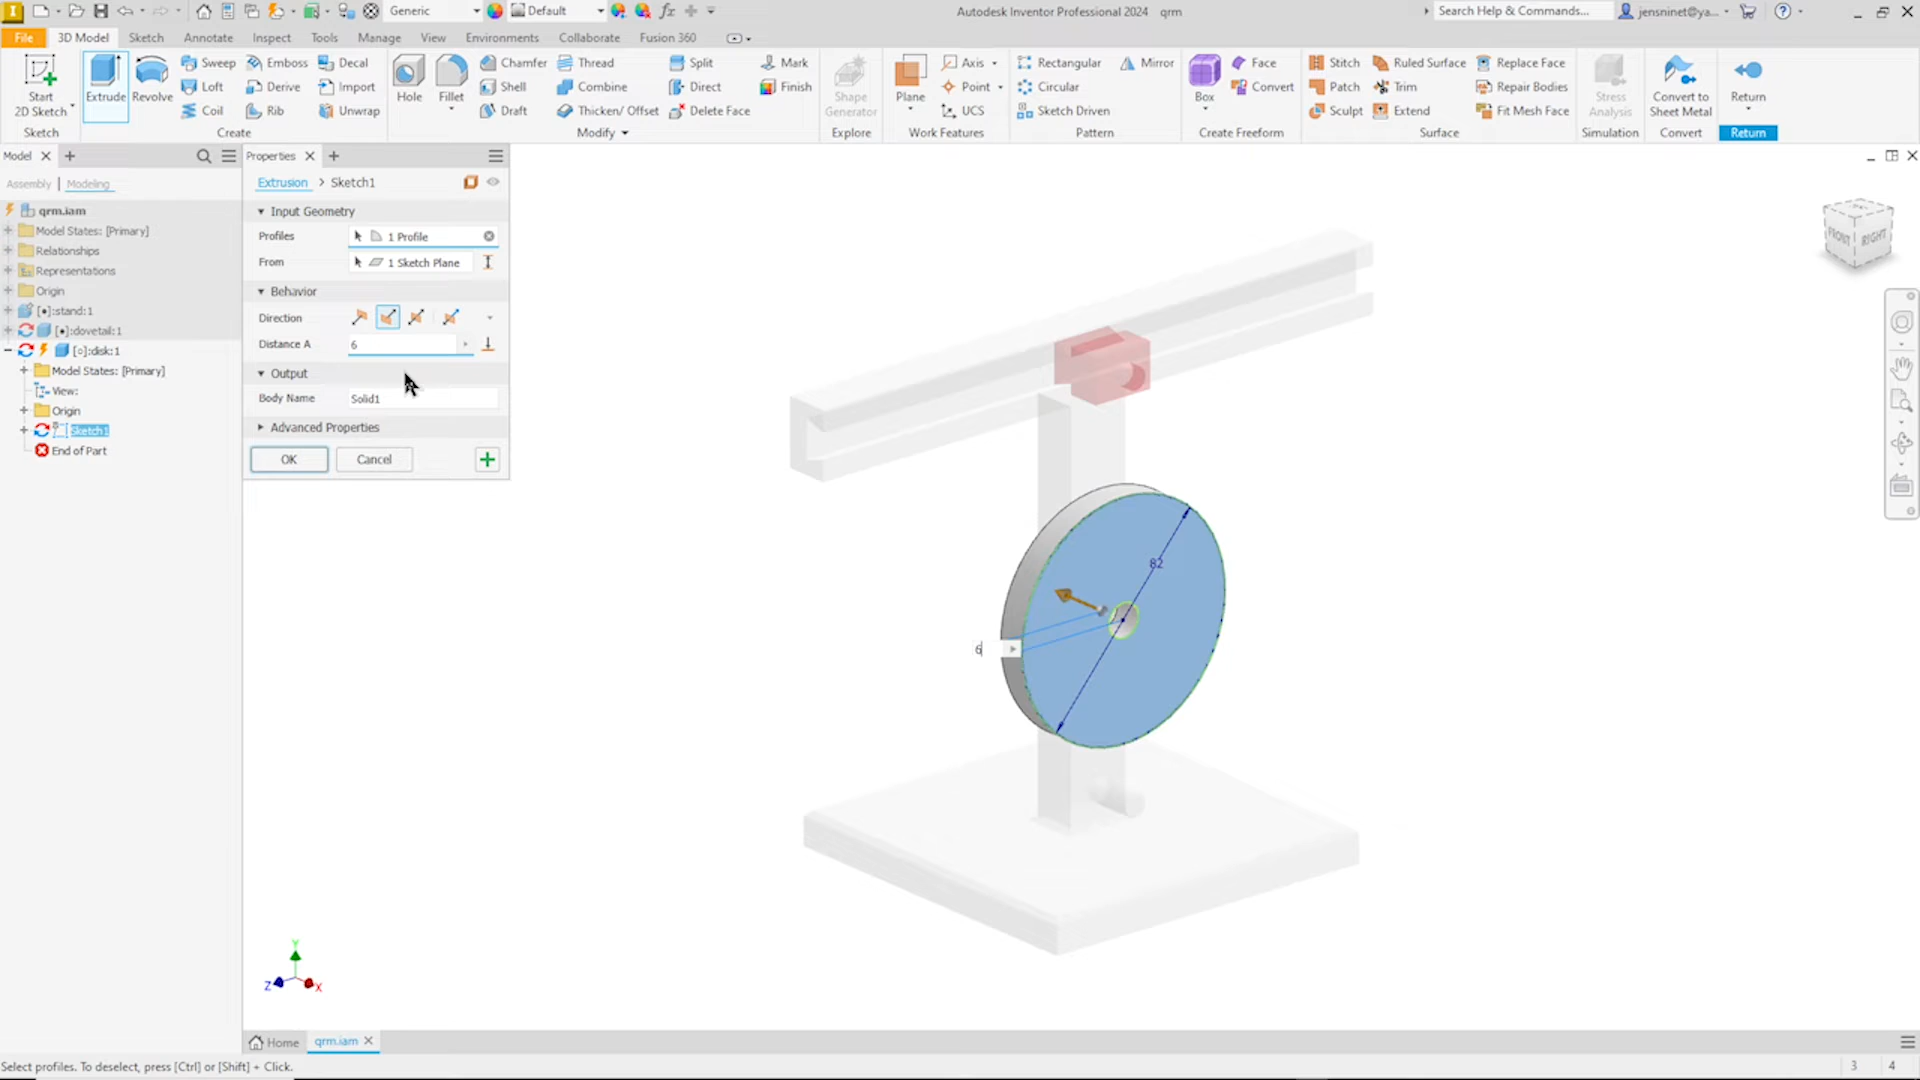 Generic
Default
fx
Autodesk Inventor Professional 2024 qrm
Search Help & Commands...
jensninet@ya...
File
3D Model
Sketch
Annotate
Inspect
Tools
Manage
View
Environments
Collaborate
Fusion 360
Start
2D Sketch
Sketch
Extrude
Revolve
Sweep
Loft
Coil
Emboss
Derive
Rib
Decal
Import
Unwrap
Create
Hole
Fillet
Chamfer
Shell
Draft
Thread
Combine
Thicken/ Offset
Split
Direct
Delete Face
Mark
Finish
Modify
Shape
Generator
Explore
Plane
Axis
Point
UCS
Work Features
Rectangular
Circular
Sketch Driven
Mirror
Pattern
Box
Face
Convert
Create Freeform
Stitch
Patch
Sculpt
Ruled Surface
Trim
Extend
Replace Face
Repair Bodies
Fit Mesh Face
Surface
Stress
Analysis
Simulation
Convert to
Sheet Metal
Convert
Return
Return
Model
Assembly | Modeling
qrm.iam
Model States: [Primary]
Relationships
Representations
Origin
[•]:stand:1
[•]:dovetail:1
[○]:disk:1
Model States: [Primary]
View:
Origin
Sketch1
End of Part
Properties
Extrusion > Sketch1
Input Geometry
Profiles 1 Profile
From 1 Sketch Plane
Behavior
Direction
Distance A 6
Output
Body Name Solid1
Advanced Properties
OK Cancel
FRONT RIGHT
82
6
Y
Z X
Home qrm.iam
Select profiles. To deselect, press [Ctrl] or [Shift] + Click.
3 4